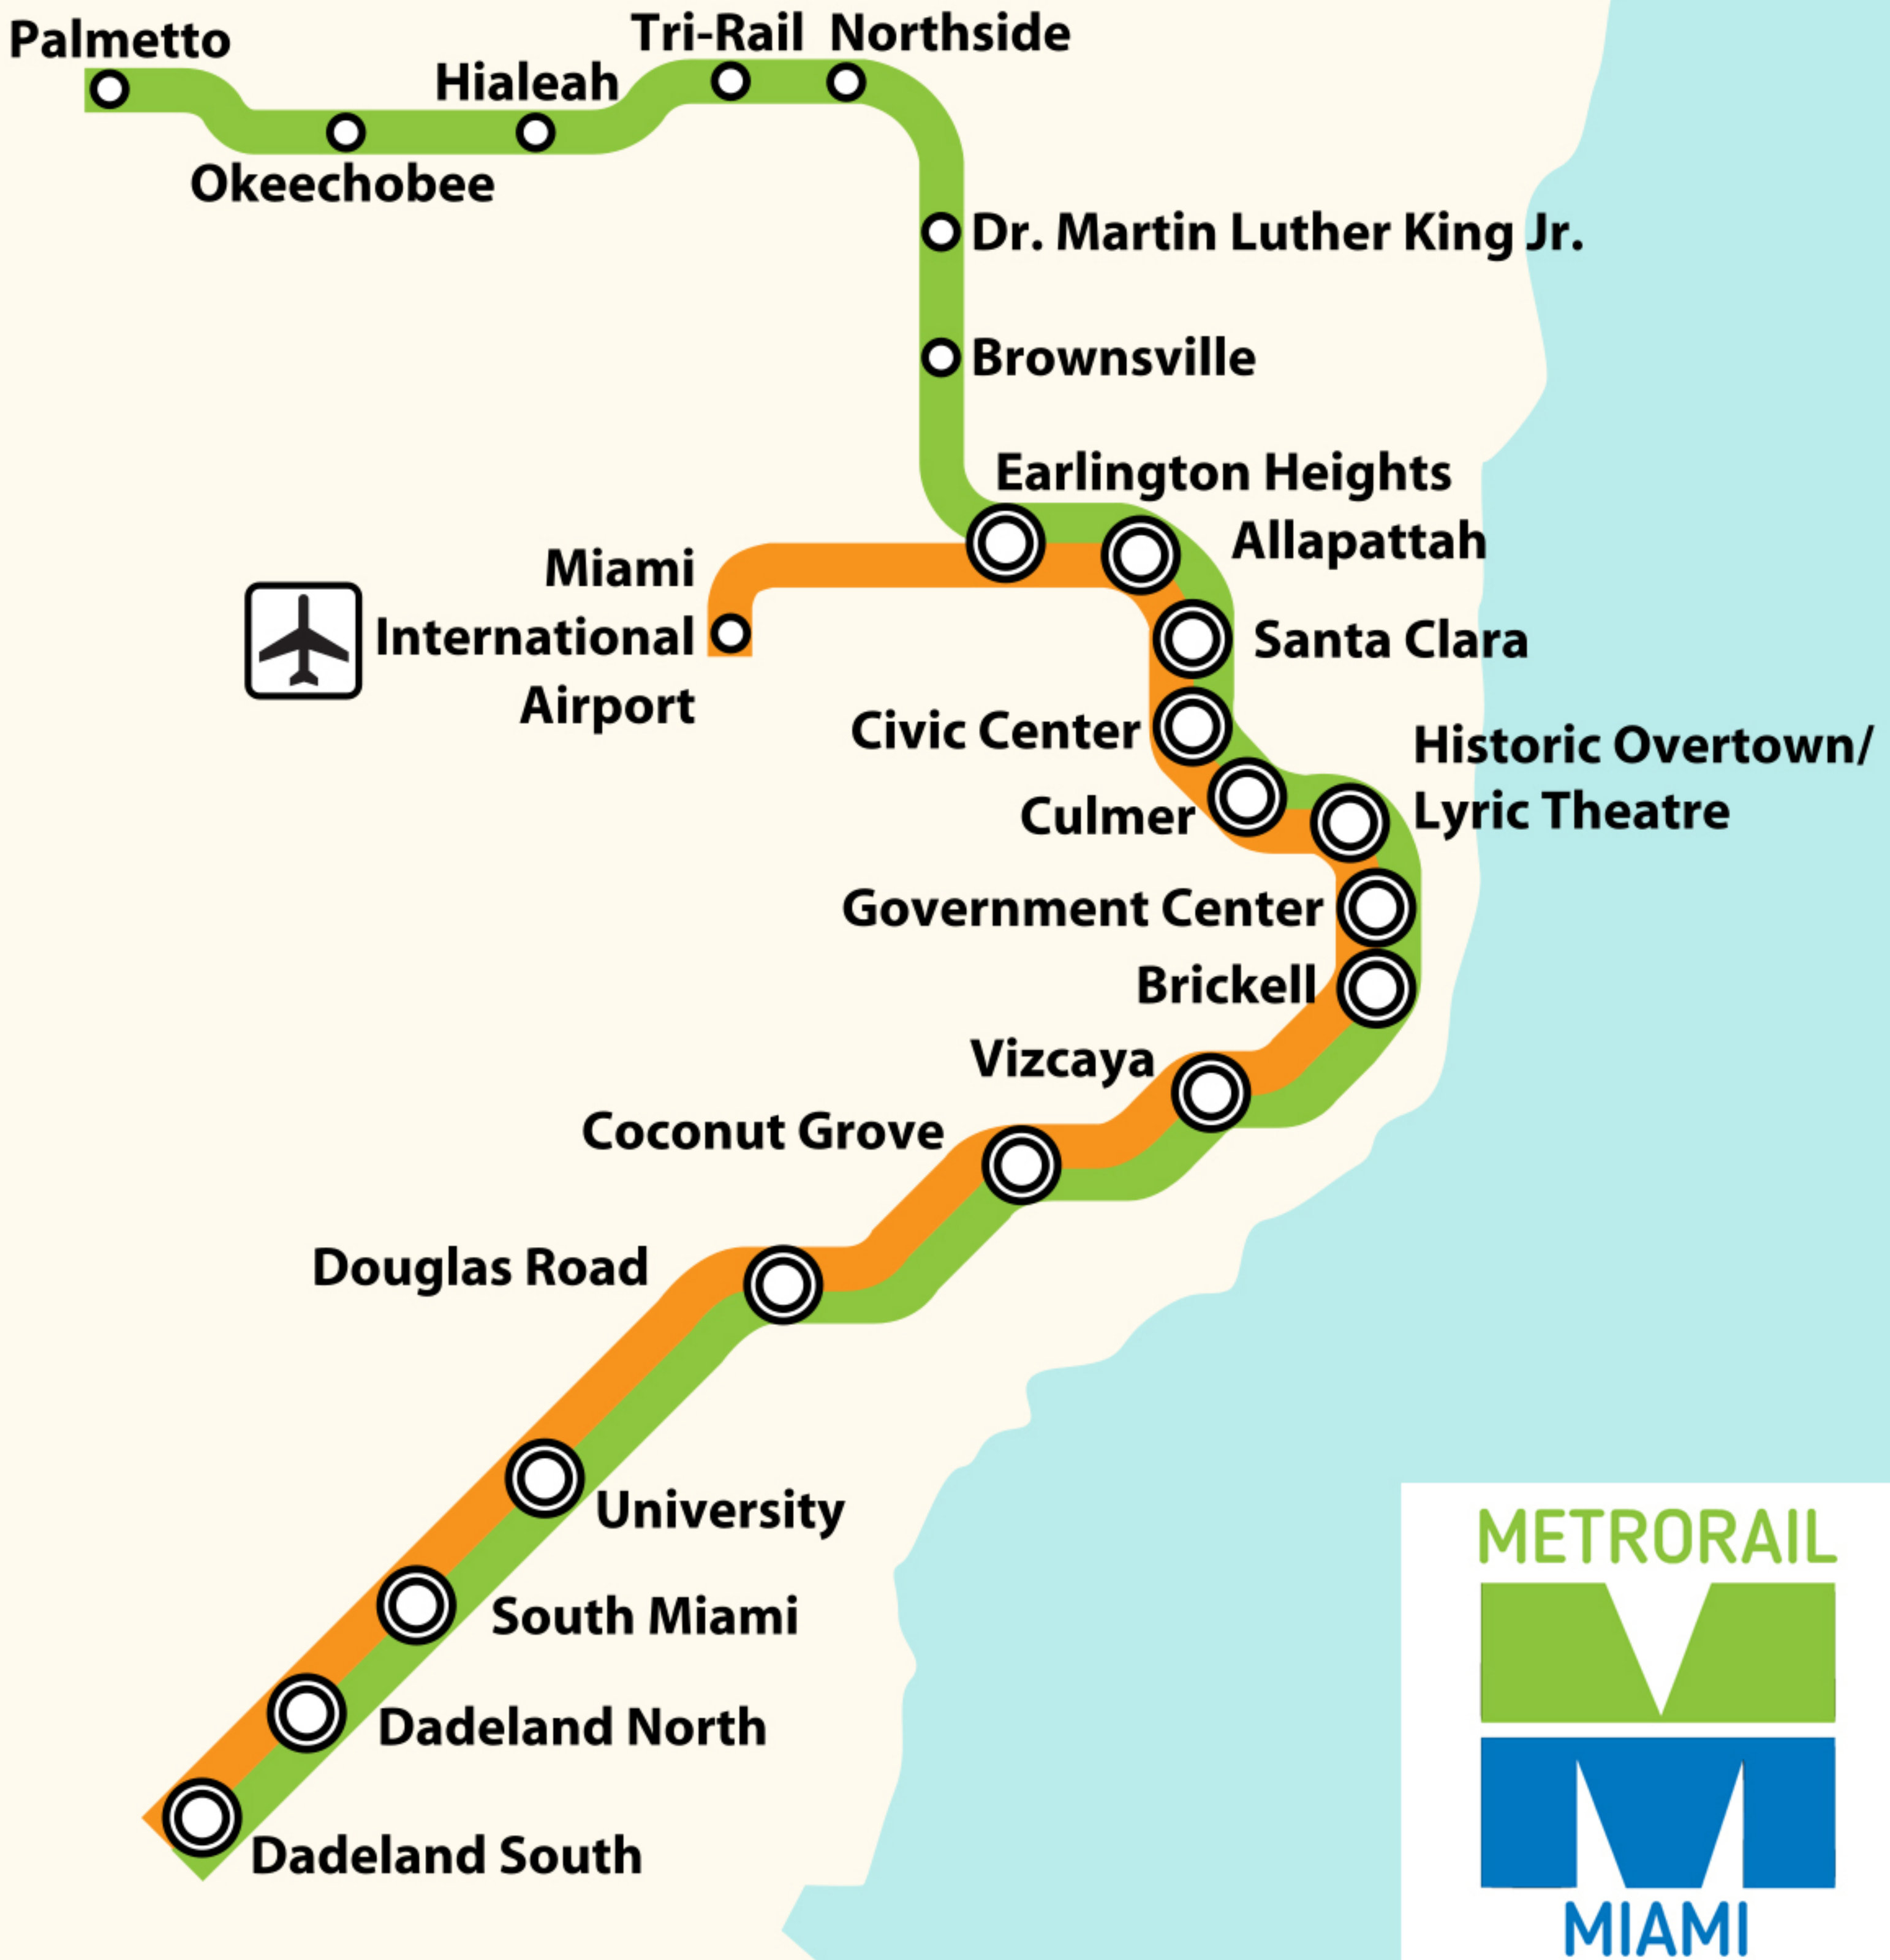 Palmetto
Tri-Rail Northside
Hialeah
Okeechobee
Dr. Martin Luther King Jr.
Brownsville
Earlington Heights
Allapattah
Miami
International
Airport
Santa Clara
Civic Center
Historic Overtown/
Lyric Theatre
Culmer
Government Center
Brickell
Vizcaya
Coconut Grove
Douglas Road
University
South Miami
Dadeland North
Dadeland South
METRORAIL
MIAMI